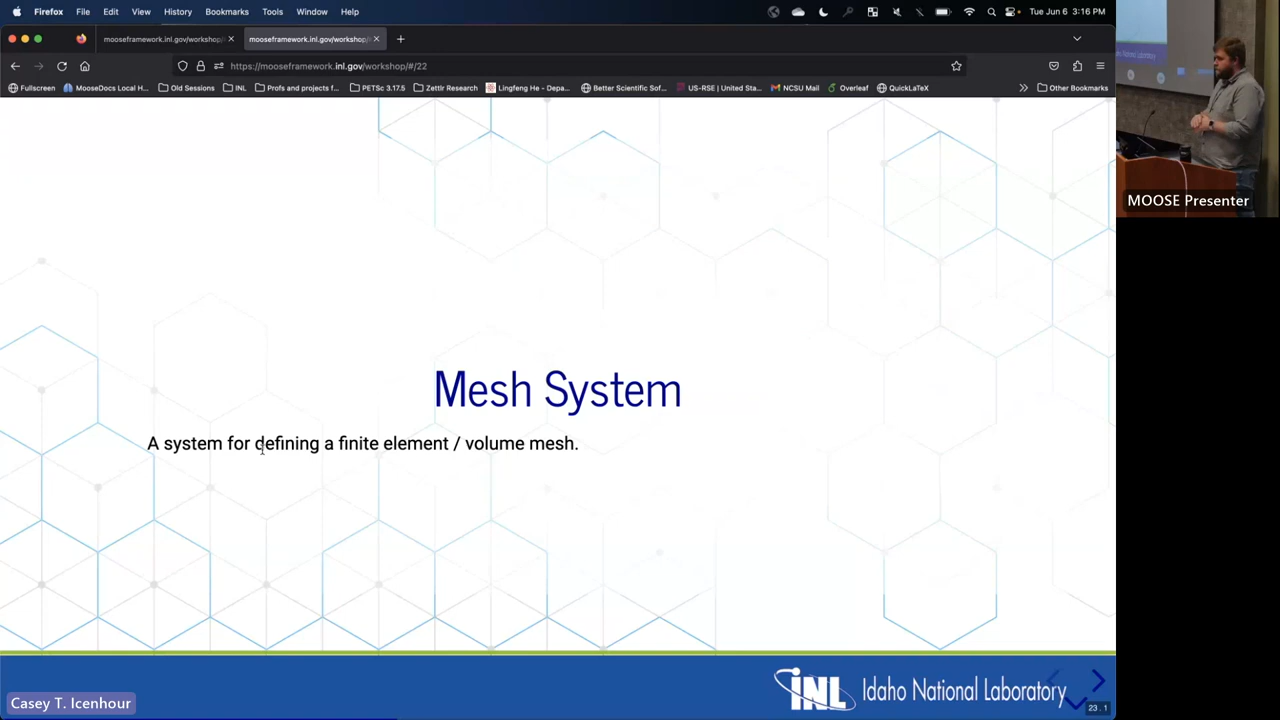 Firefox File Edit View History Bookmarks Tools Window Help Tue Jun 6 3:16 PM
mooseframework.inl.gov/workshop/ mooseframework.inl.gov/workshop/
https://mooseframework.inl.gov/workshop/#/22
Fullscreen MooseDocs Local H... Old Sessions INL Profs and projects f... PETSc 3.17.5 Zettlr Research Lingfeng He - Depa... Better Scientific Sof... US-RSE | United Sta... NCSU Mail Overleaf QuickLaTeX Other Bookmarks
MOOSE Presenter
Mesh System
A system for defining a finite element / volume mesh.
INL Idaho National Laboratory
Casey T. Icenhour
23.1